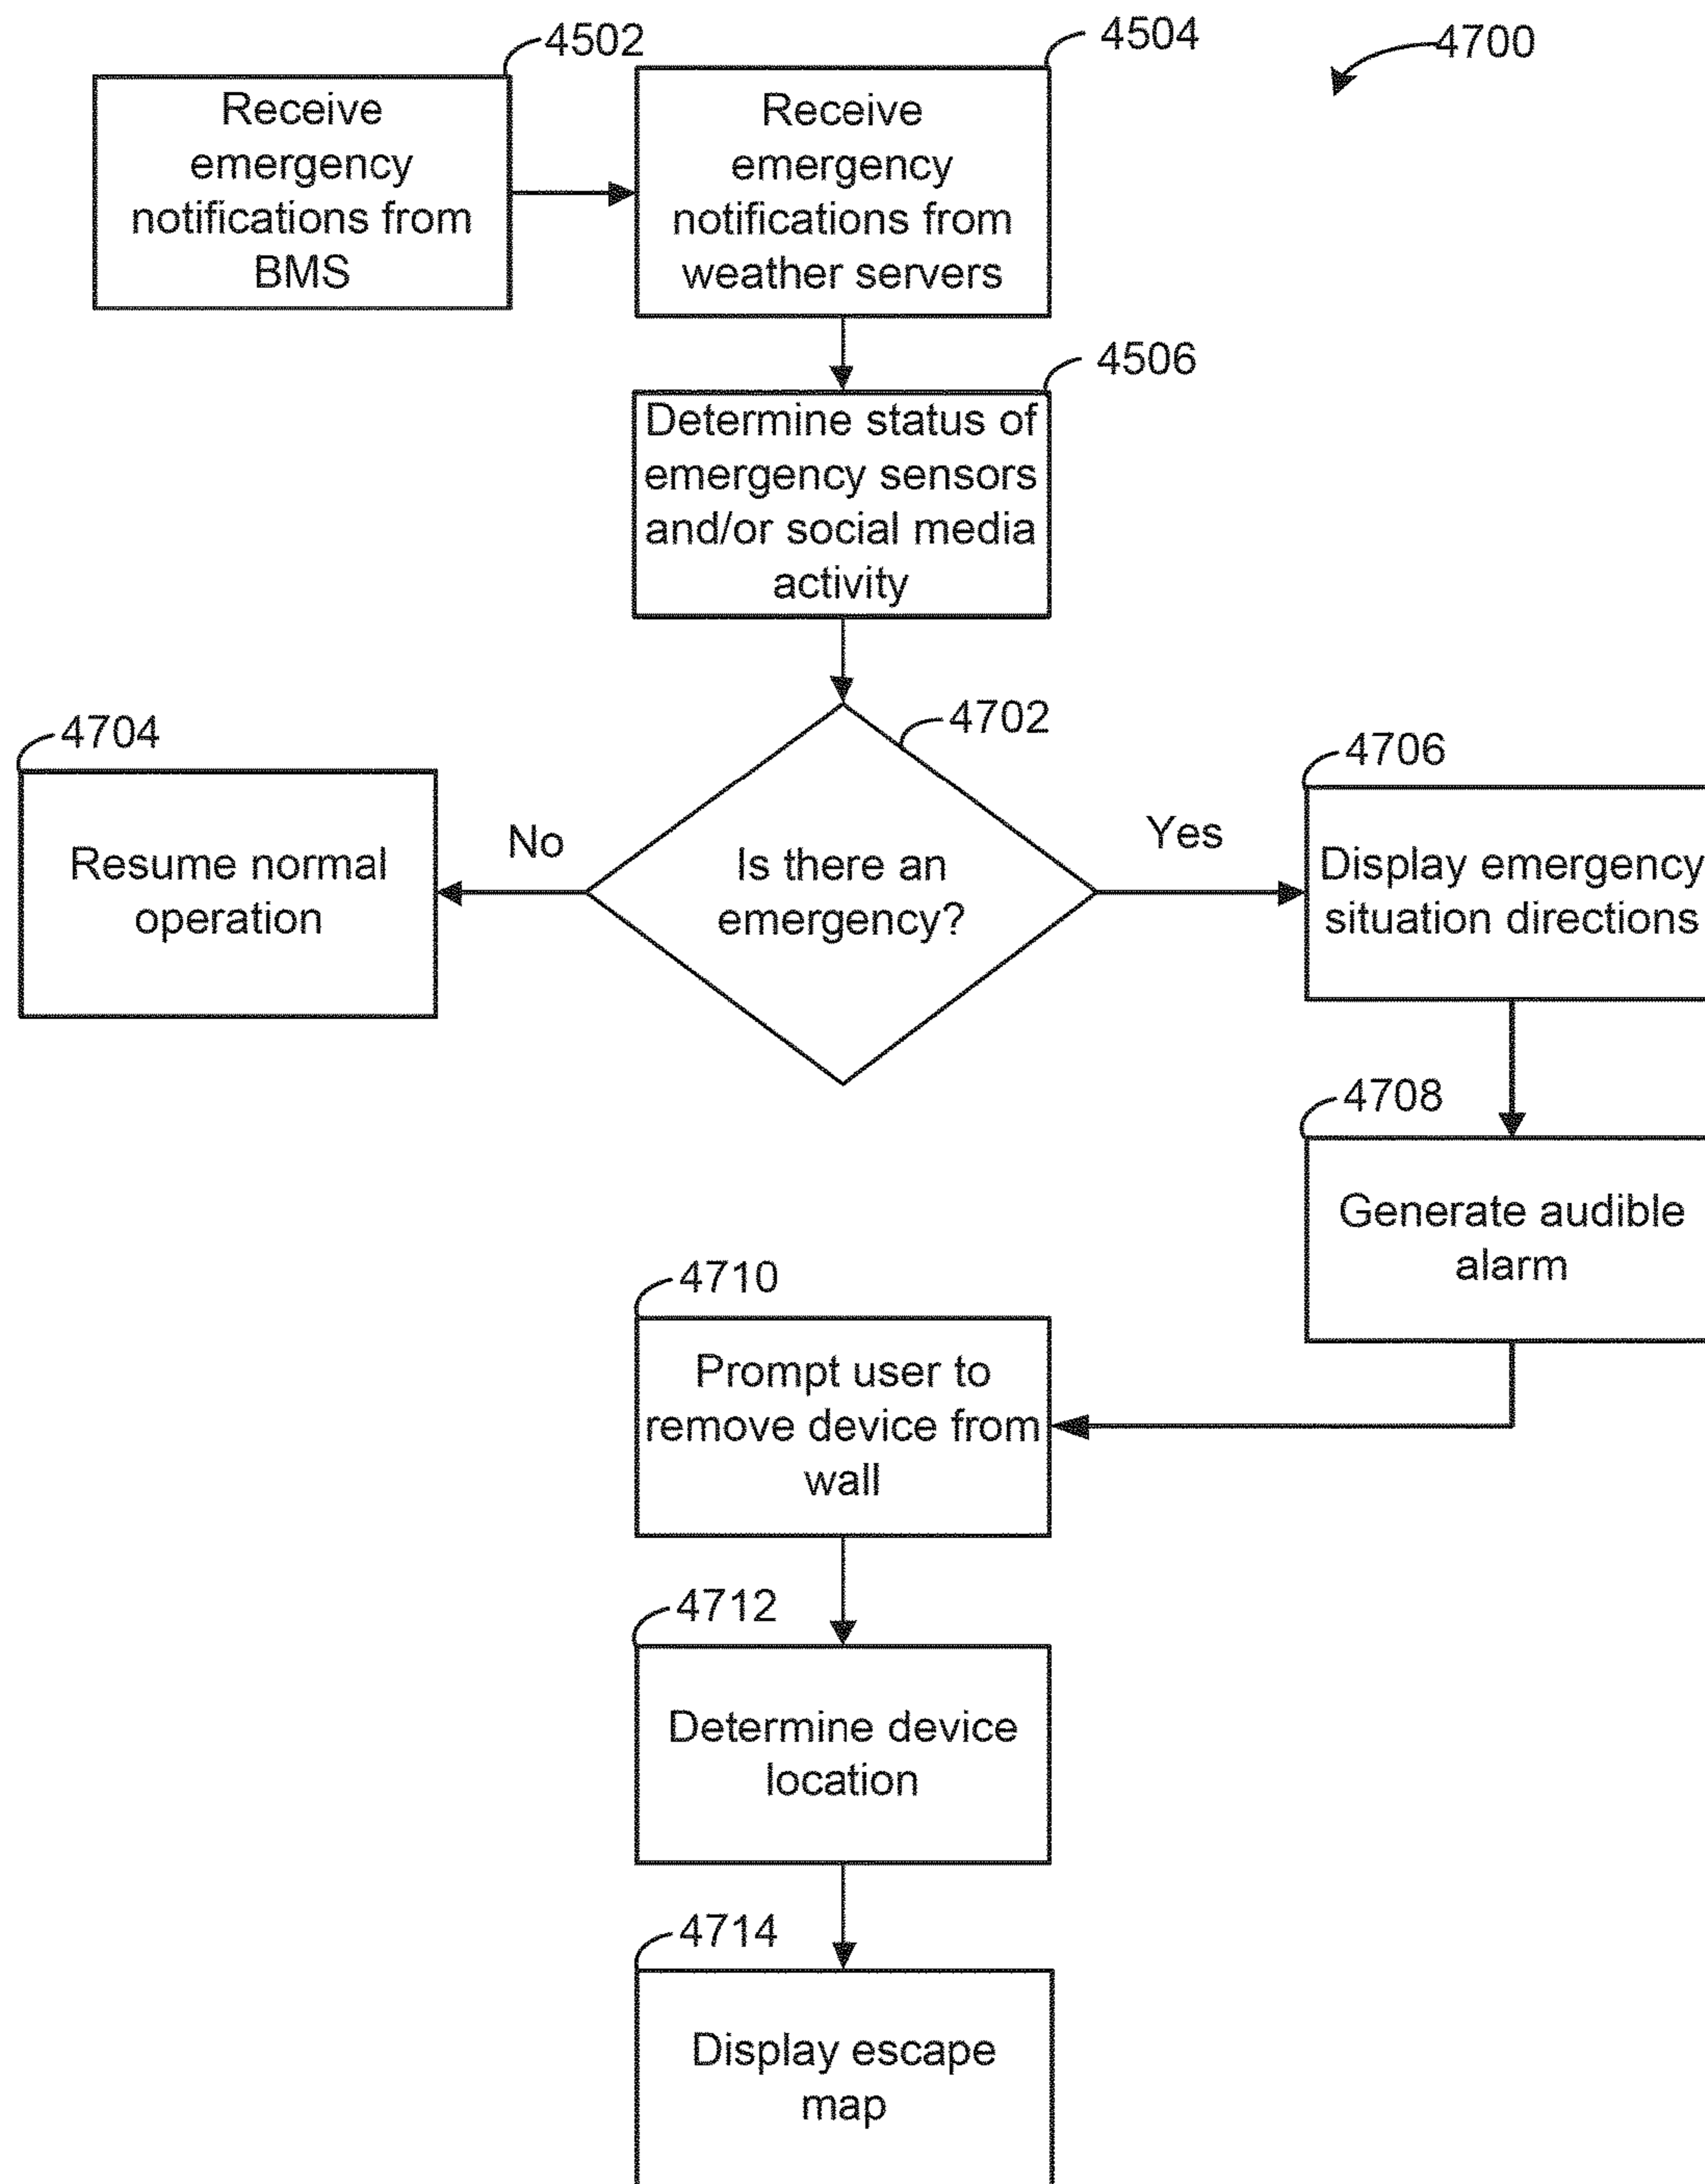 4502
4504
4700
Receive
emergency
notifications from
BMS
Receive
emergency
notifications from
weather servers
4506
Determine status of
emergency sensors
and/or social media
activity
4702
4704
4706
No
Yes
Resume normal
operation
Is there an
emergency?
Display emergency
situation directions
4708
Generate audible
alarm
4710
Prompt user to
remove device from
wall
4712
Determine device
location
4714
Display escape
map